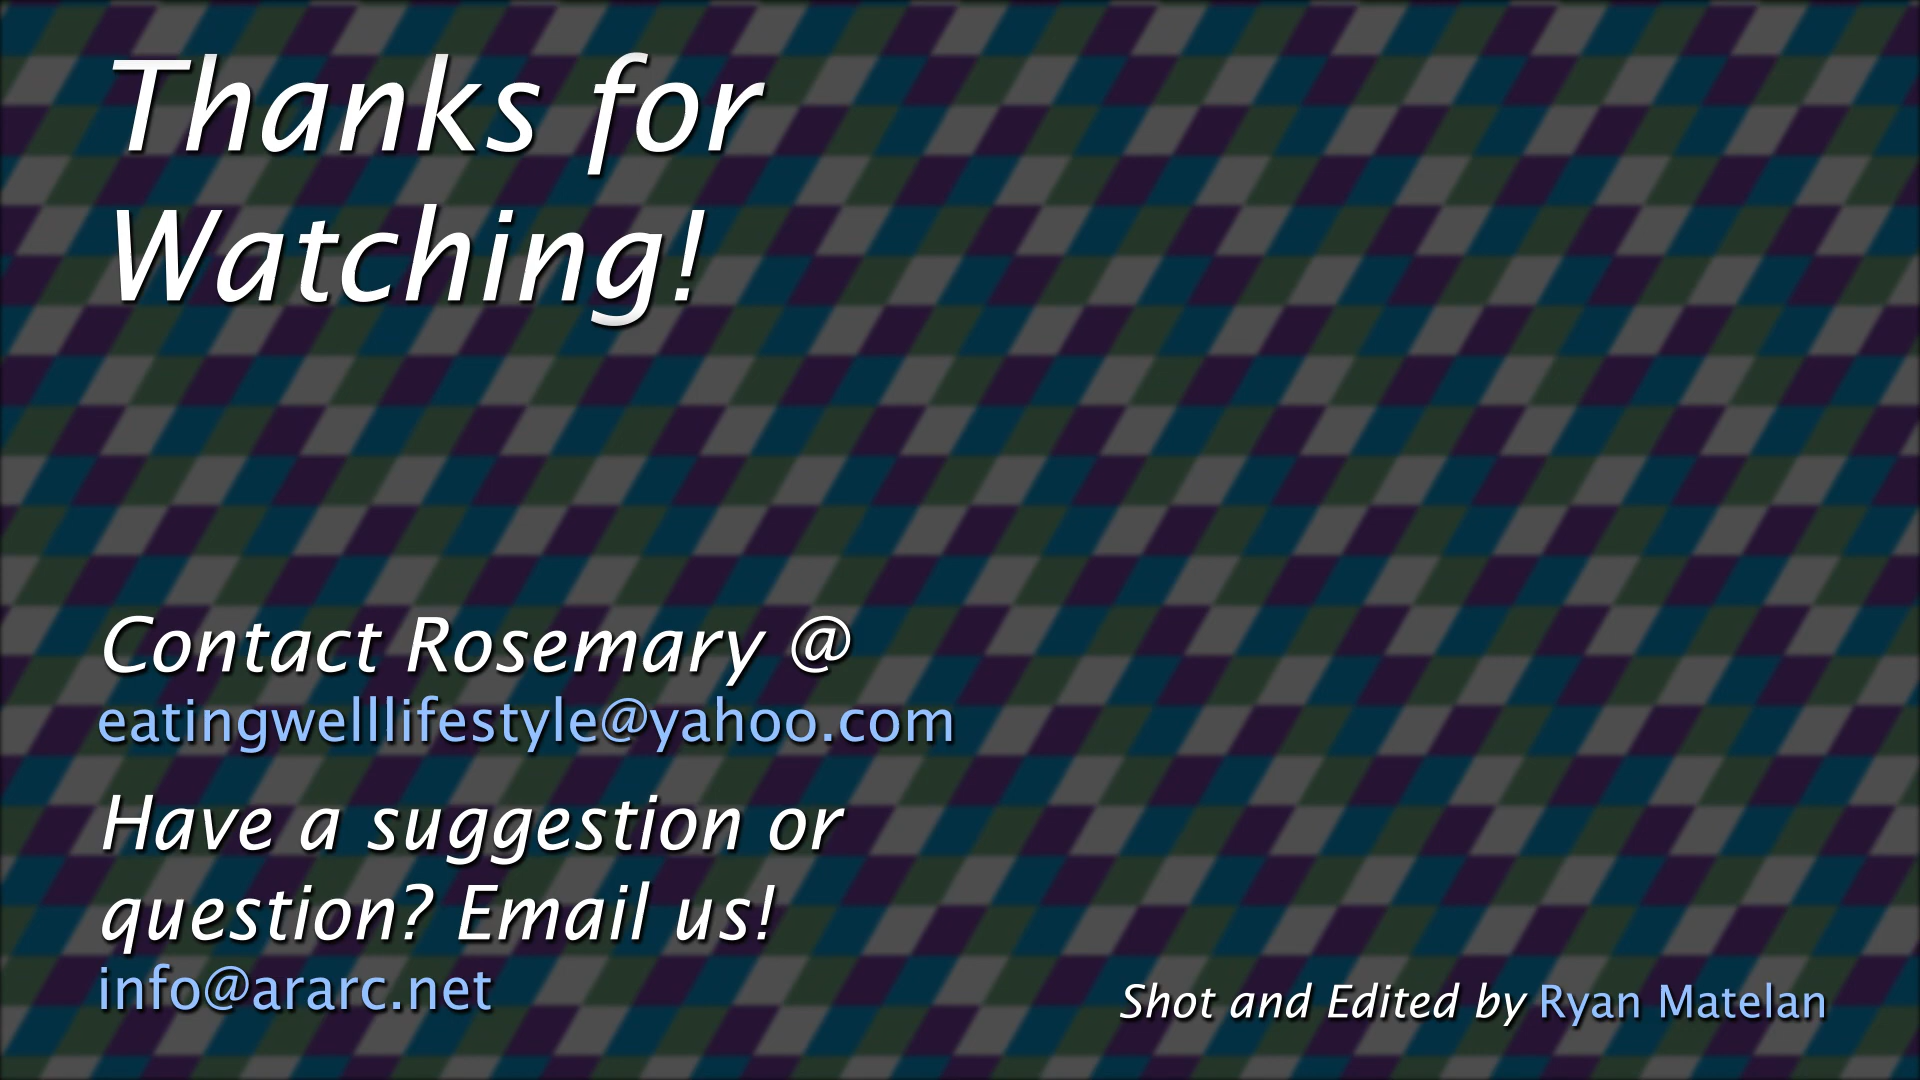 Thanks for
Watching!
Contact Rosemary @
eatingwelllifestyle@yahoo.com
Have a suggestion or
question? Email us!
info@ararc.net
Shot and Edited by Ryan Matelan